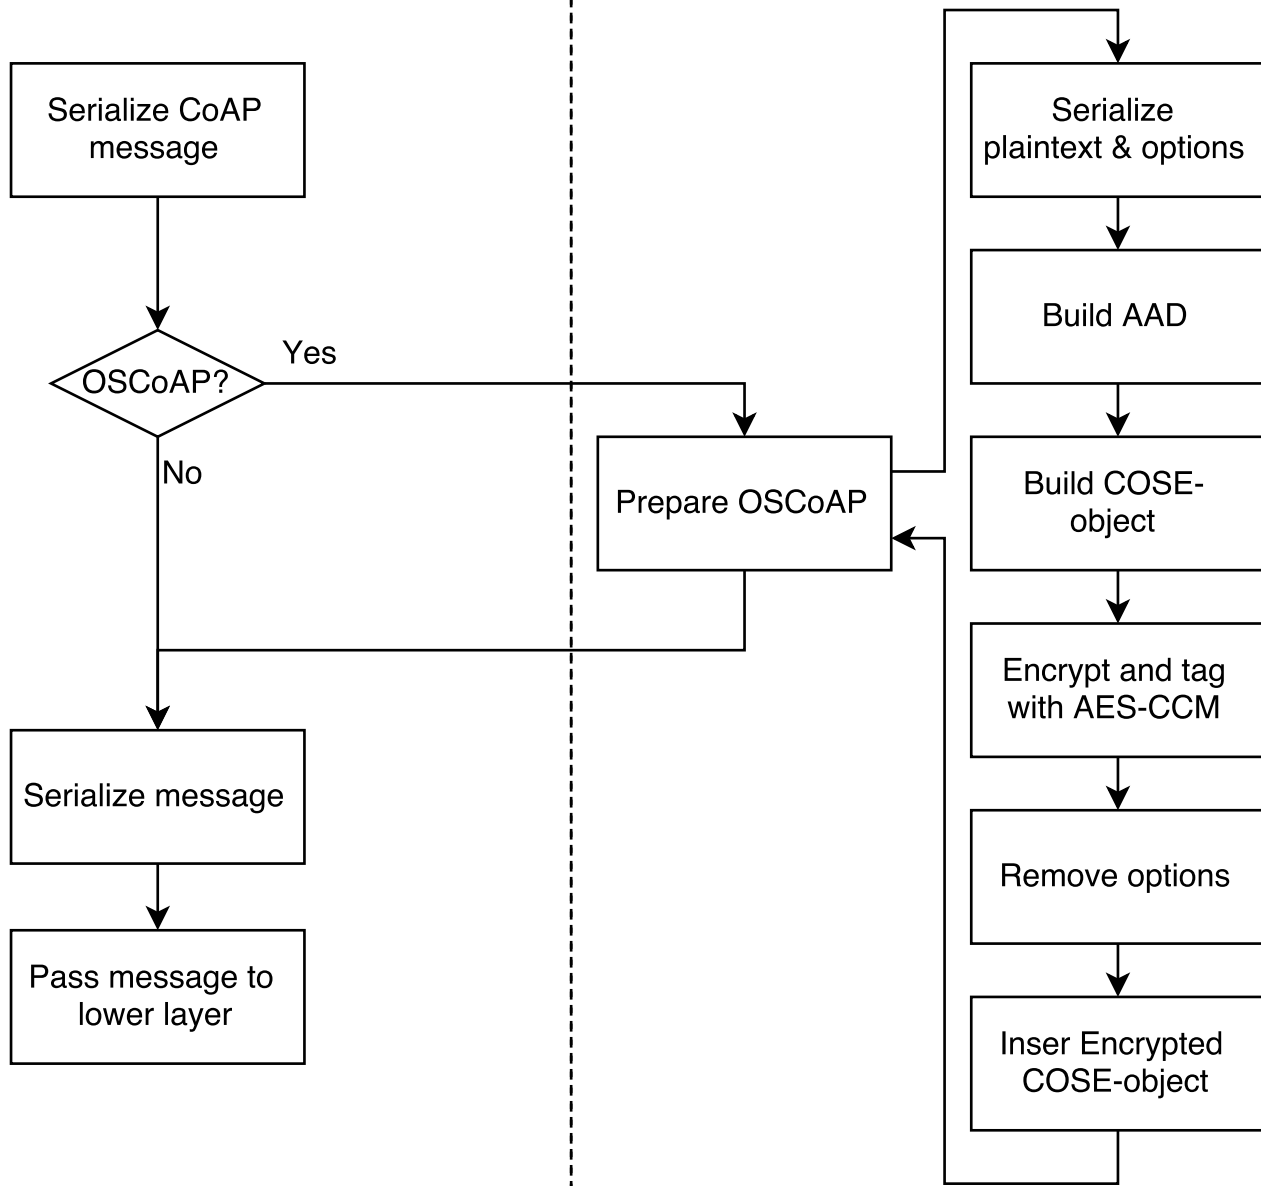 Serialize CoAP
message
OSCoAP?
Yes
No
Serialize message
Pass message to
lower layer
Prepare OSCoAP
Serialize
plaintext & options
Build AAD
Build COSE-
object
Encrypt and tag
with AES-CCM
Remove options
Inser Encrypted
COSE-object